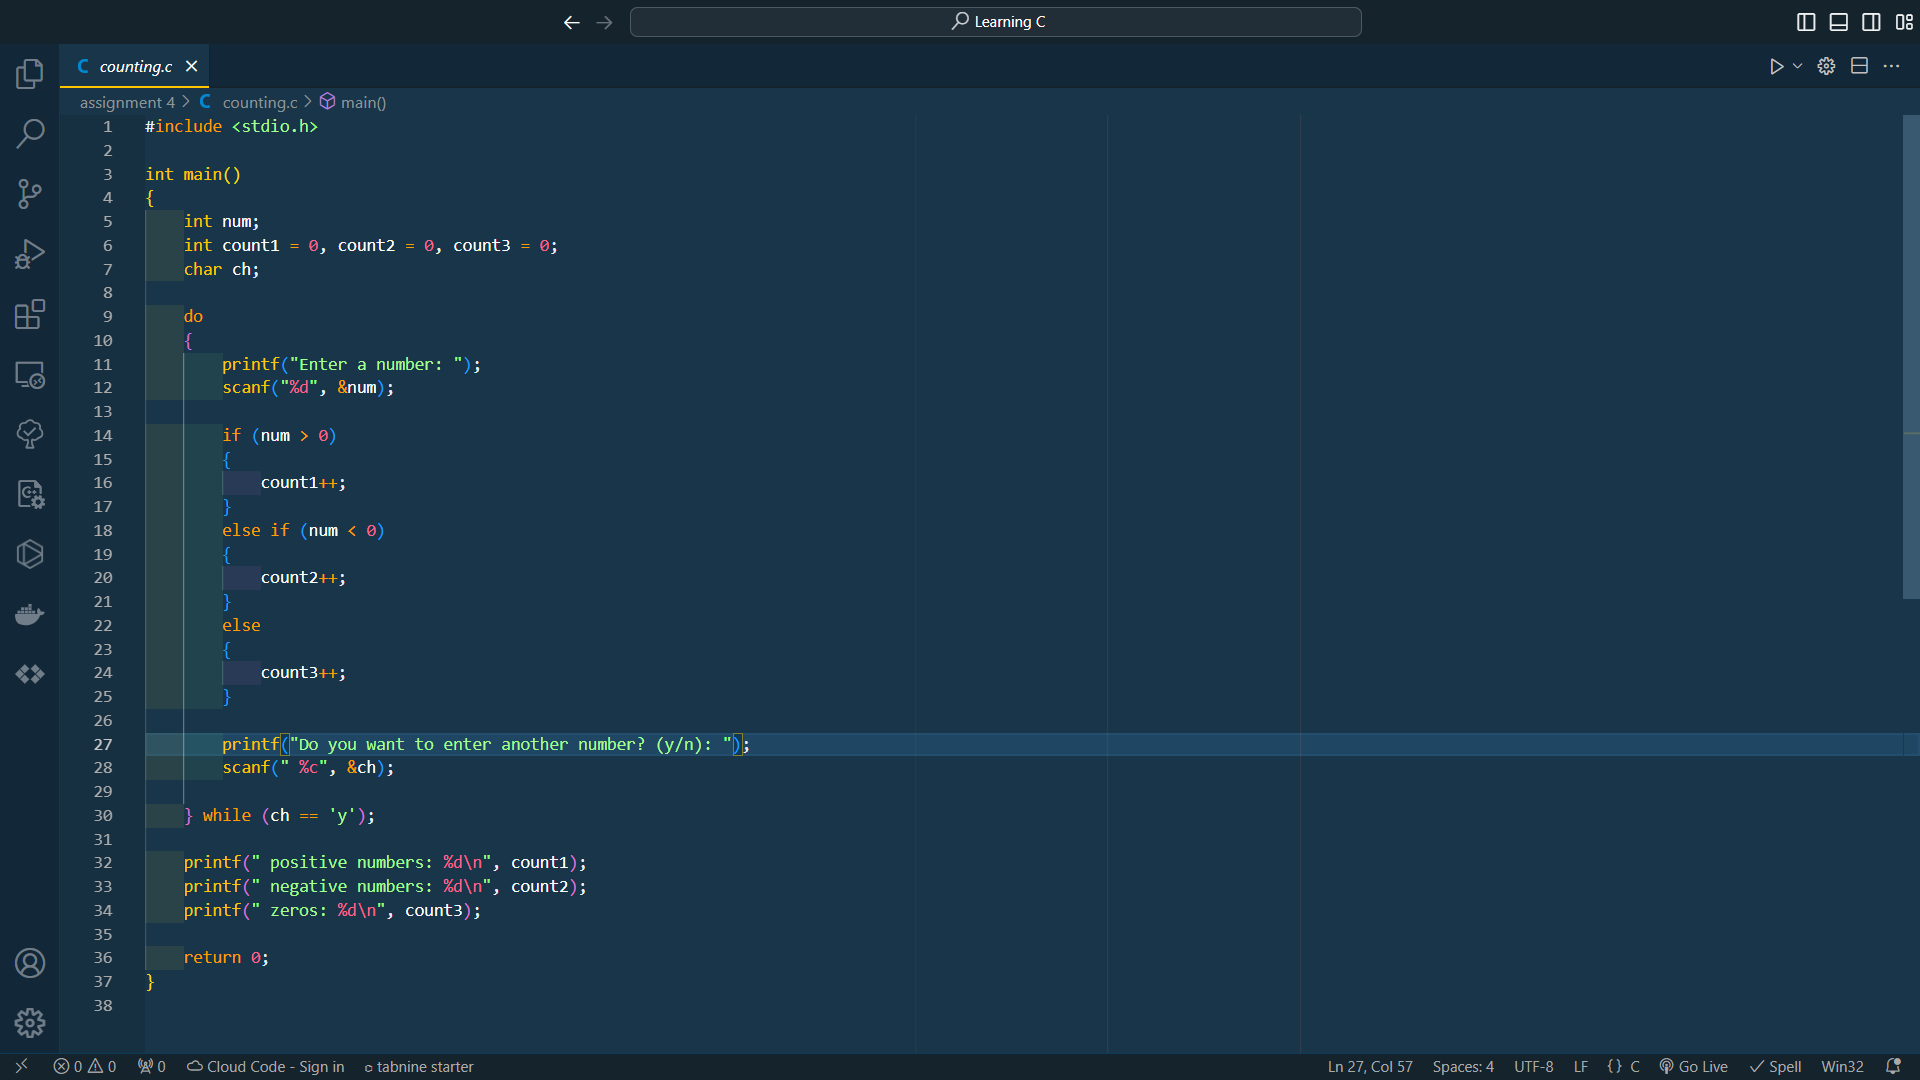 Learning C
counting.c
assignment 4 > counting.c > main()
1 #include <stdio.h>
2
3 int main()
4 {
5     int num;
6     int count1 = 0, count2 = 0, count3 = 0;
7     char ch;
8
9     do
10     {
11         printf("Enter a number: ");
12         scanf("%d", &num);
13
14         if (num > 0)
15         {
16             count1++;
17         }
18         else if (num < 0)
19         {
20             count2++;
21         }
22         else
23         {
24             count3++;
25         }
26
27         printf("Do you want to enter another number? (y/n): ");
28         scanf(" %c", &ch);
29
30     } while (ch == 'y');
31
32     printf(" positive numbers: %d\n", count1);
33     printf(" negative numbers: %d\n", count2);
34     printf(" zeros: %d\n", count3);
35
36     return 0;
37 }
38
0 0 0 Cloud Code - Sign in tabnine starter Ln 27, Col 57 Spaces: 4 UTF-8 LF {} C Go Live Spell Win32